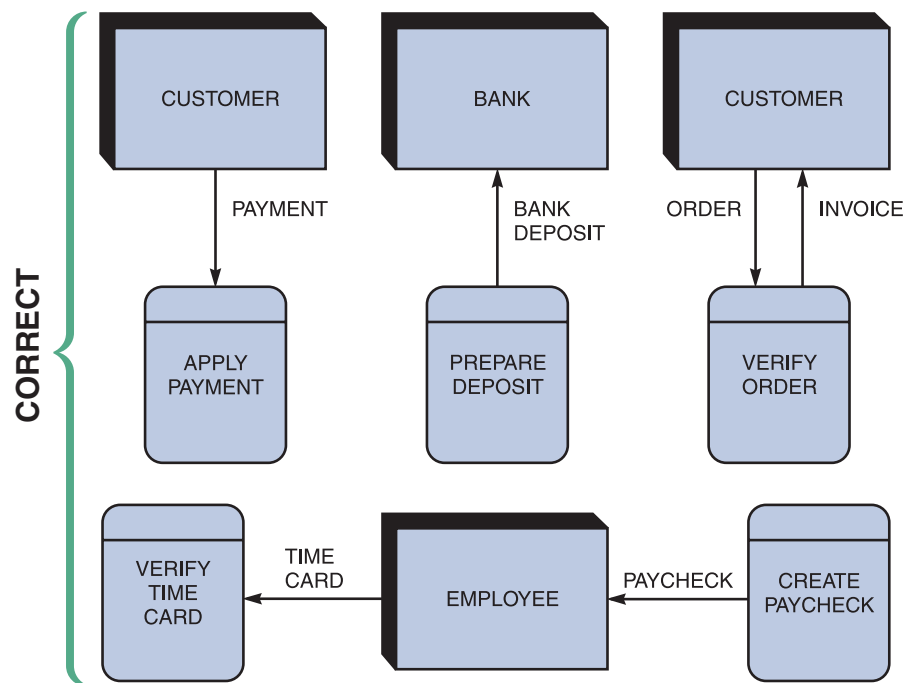 CORRECT
CUSTOMER
BANK
CUSTOMER
PAYMENT
BANK
DEPOSIT
ORDER
INVOICE
APPLY
PAYMENT
PREPARE
DEPOSIT
VERIFY
ORDER
VERIFY
TIME
CARD
TIME
CARD
EMPLOYEE
PAYCHECK
CREATE
PAYCHECK